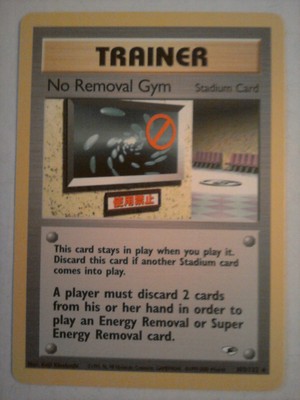 TRAINER
No Removal Gym Stadium Card
使用禁止
This card stays in play when you play it.
Discard this card if another Stadium card
comes into play.
A player must discard 2 cards
from his or her hand in order to
play an Energy Removal or Super
Energy Removal card.